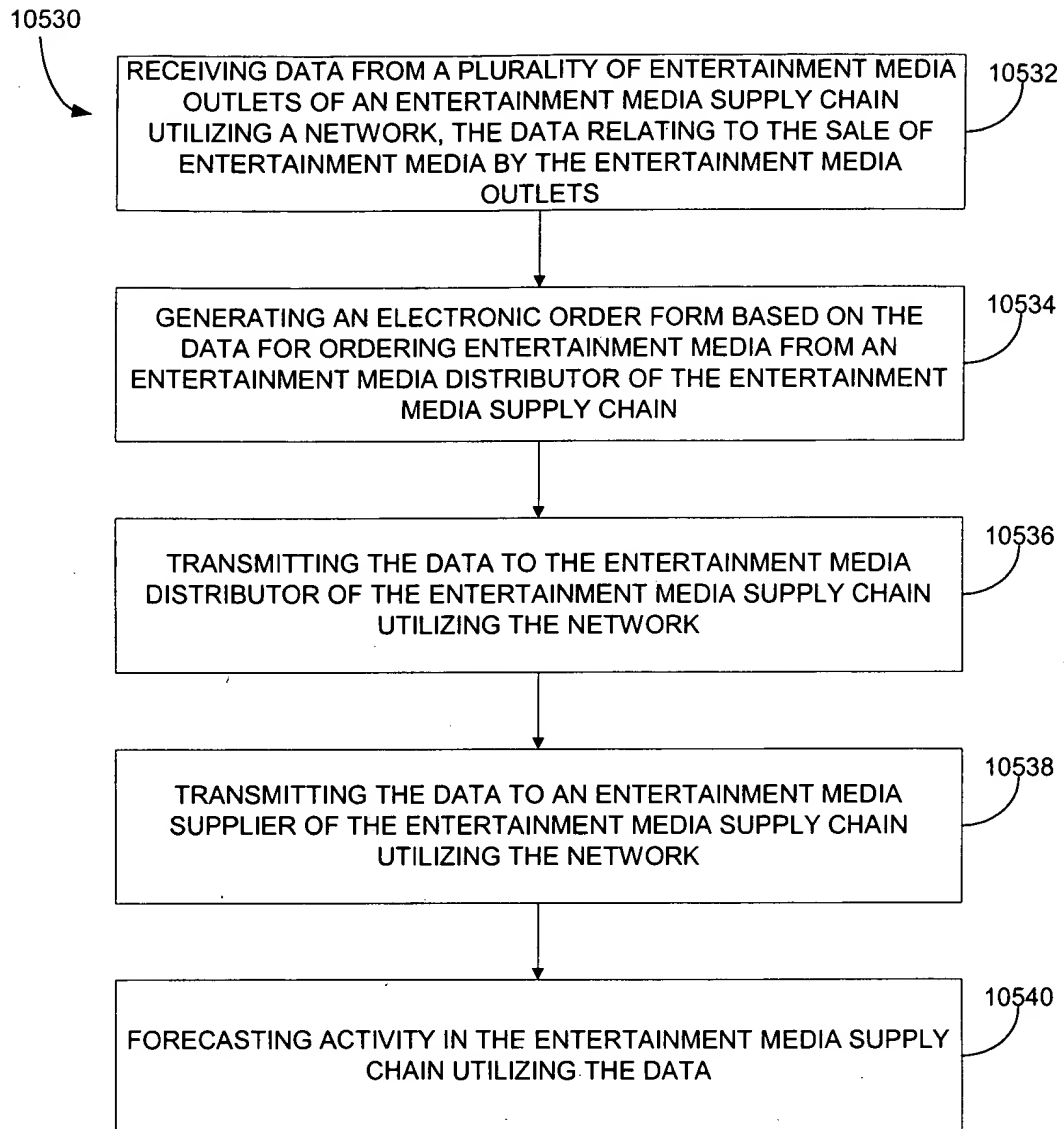 10530
RECEIVING DATA FROM A PLURALITY OF ENTERTAINMENT MEDIA
OUTLETS OF AN ENTERTAINMENT MEDIA SUPPLY CHAIN
UTILIZING A NETWORK, THE DATA RELATING TO THE SALE OF
ENTERTAINMENT MEDIA BY THE ENTERTAINMENT MEDIA
OUTLETS
10532
GENERATING AN ELECTRONIC ORDER FORM BASED ON THE
DATA FOR ORDERING ENTERTAINMENT MEDIA FROM AN
ENTERTAINMENT MEDIA DISTRIBUTOR OF THE ENTERTAINMENT
MEDIA SUPPLY CHAIN
10534
TRANSMITTING THE DATA TO THE ENTERTAINMENT MEDIA
DISTRIBUTOR OF THE ENTERTAINMENT MEDIA SUPPLY CHAIN
UTILIZING THE NETWORK
10536
TRANSMITTING THE DATA TO AN ENTERTAINMENT MEDIA
SUPPLIER OF THE ENTERTAINMENT MEDIA SUPPLY CHAIN
UTILIZING THE NETWORK
10538
FORECASTING ACTIVITY IN THE ENTERTAINMENT MEDIA SUPPLY
CHAIN UTILIZING THE DATA
10540